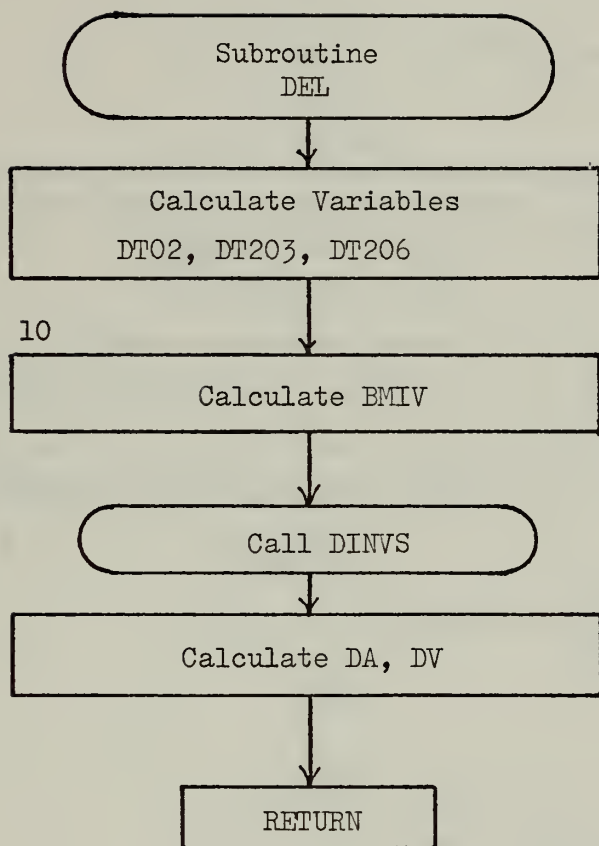 Subroutine
DEL
Calculate Variables
DT02, DT203, DT206
10
Calculate BMIV
Call DINVS
Calculate DA, DV
RETURN